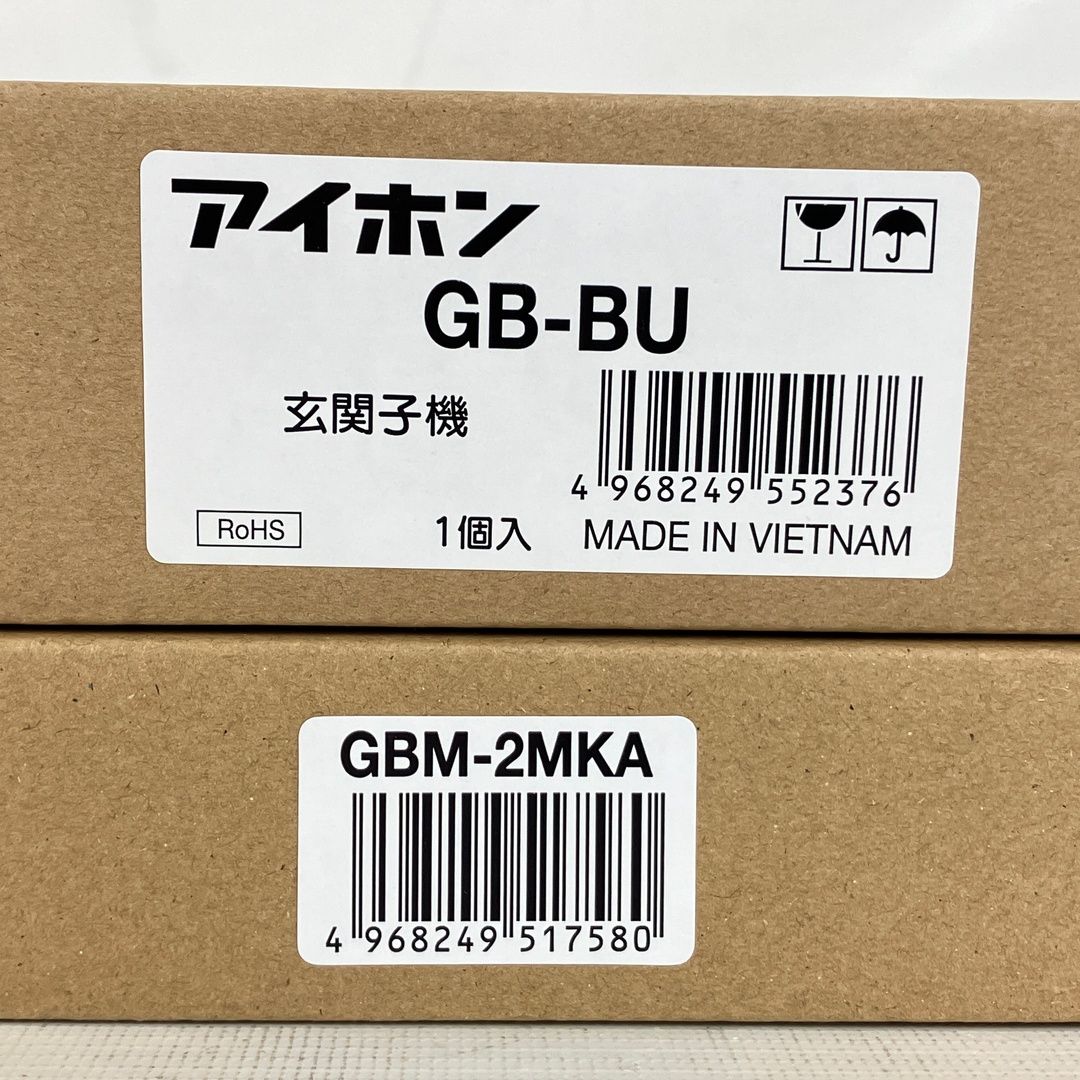 アイホン
GB-BU
玄関子機
4 968249 552376
RoHS
1個入 MADE IN VIETNAM
GBM-2MKA
4 968249 517580